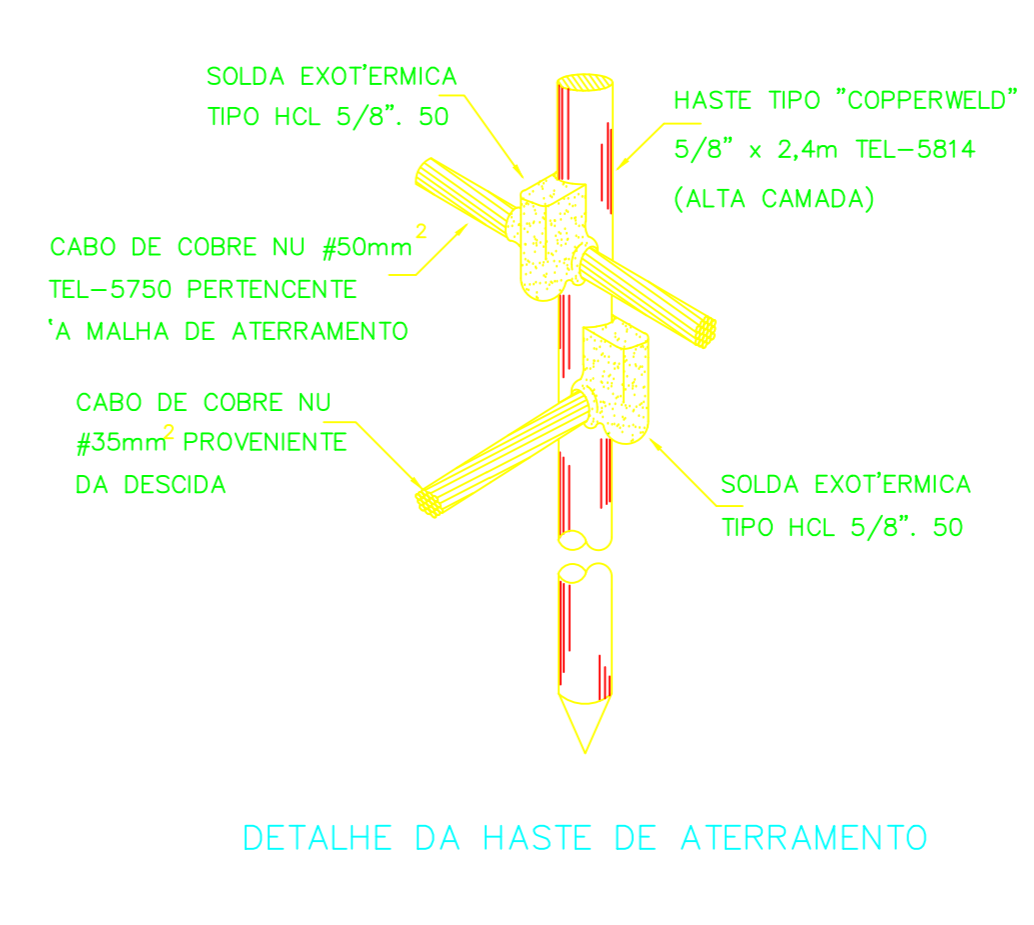 SOLDA EXOT'ERMICA
TIPO HCL 5/8". 50
HASTE TIPO "COPPERWELD"
5/8" x 2,4m TEL-5814
(ALTA CAMADA)
CABO DE COBRE NU #50mm²
TEL-5750 PERTENCENTE
'A MALHA DE ATERRAMENTO
CABO DE COBRE NU
#35mm² PROVENIENTE
DA DESCIDA
SOLDA EXOT'ERMICA
TIPO HCL 5/8". 50
DETALHE DA HASTE DE ATERRAMENTO